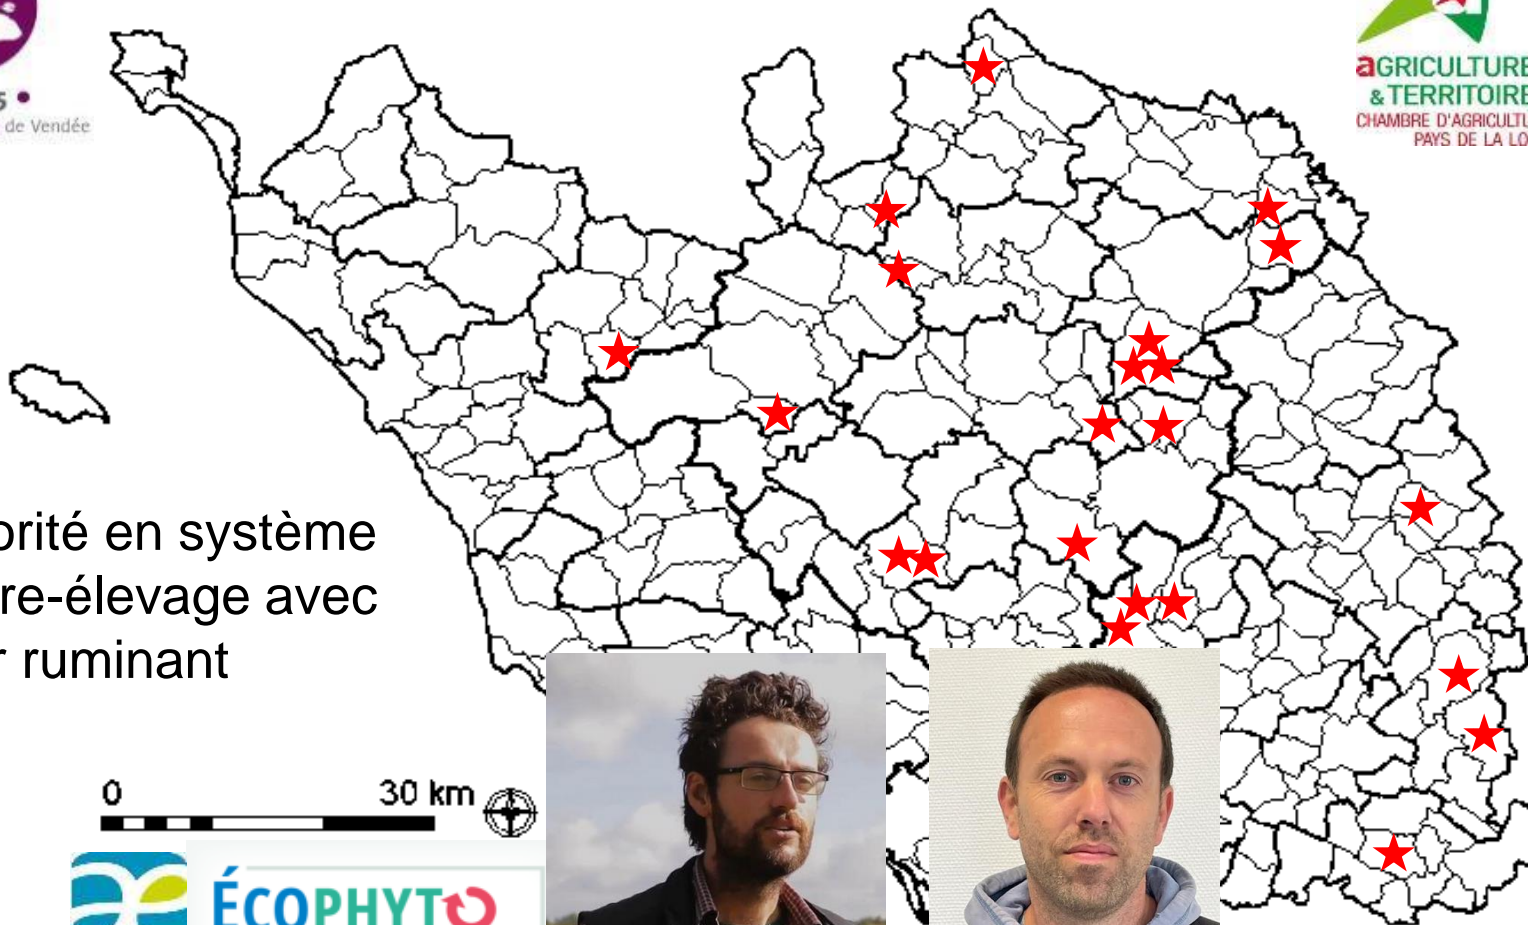 de Vendée
AGRICULTURE
& TERRITOIRE
CHAMBRE D'AGRICULTU
PAYS DE LA LO
orité en système
re-élevage avec
r ruminant
0 30 km
ÉCOPHYTO